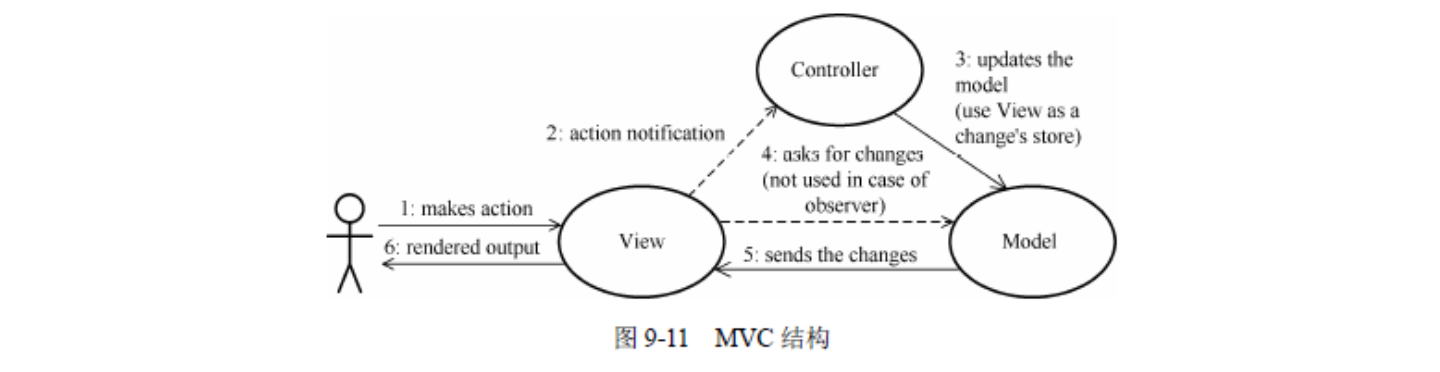 Controller
3: updates the
model
(use View as a
change's store)
2: action notification
4: asks for changes
(not used in case of
observer)
1: makes action
View
Model
6: rendered output
5: sends the changes
图 9-11 MVC 结构